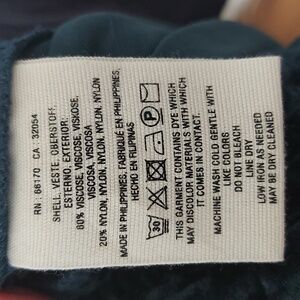 RN : 66170 CA : 32054
SHELL, VESTE, OBERSTOFF,
ESTERNO, EXTERIOR:
80% VISCOSE, VISCOSE, VISKOSE,
VISCOSA, VISCOSA
20% NYLON, NYLON, NYLON, NYLON, NYLON
MADE IN PHILIPPINES, FABRIQUÉ EN PHILIPPINES,
HECHO EN FILIPINAS
30 P
THIS GARMENT CONTAINS DYE WHICH
MAY DISCOLOR MATERIALS WITH WHICH
IT COMES IN CONTACT.
MACHINE WASH COLD GENTLE WITH
LIKE COLORS
DO NOT BLEACH
LINE DRY
LOW IRON AS NEEDED
MAY BE DRY CLEANED